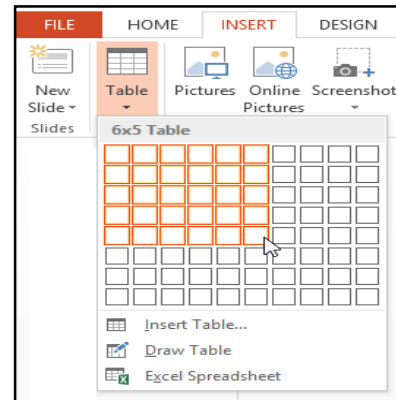 FILE HOME INSERT DESIGN
New Slide
Table
Pictures
Online Pictures
Screenshot
Slides
6x5 Table
Insert Table...
Draw Table
Excel Spreadsheet